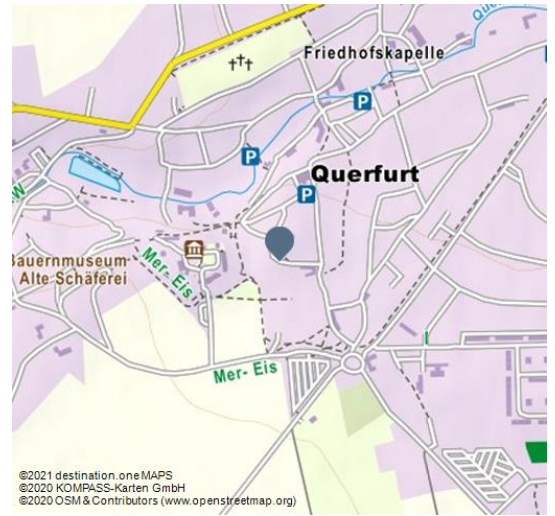 Friedhofskapelle
P
P
Querfurt
P
Bauernmuseum
Alte Schäferei
Mer- Eis
Mer- Eis
I
©2021 destination.one MAPS
©2020 KOMPASS-Karten GmbH
©2020 OSM & Contributors (www.openstreetmap.org)